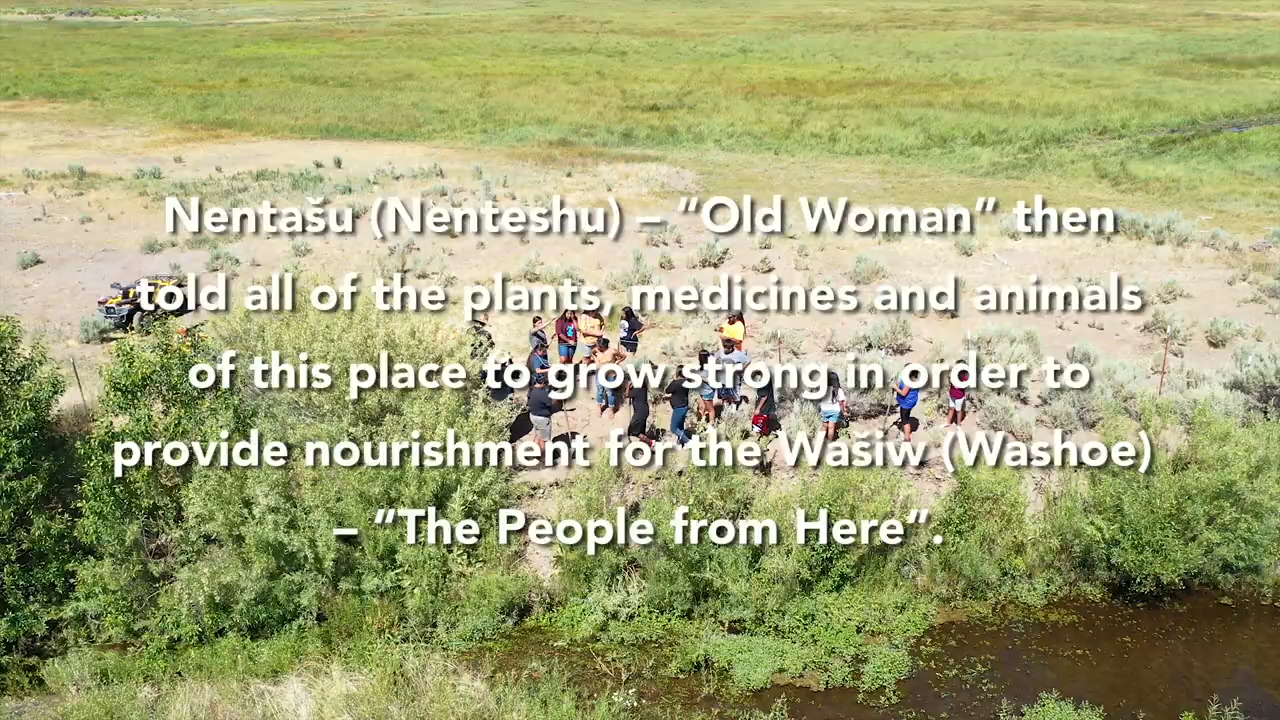 Nentašu (Nenteshu) – “Old Woman” then
told all of the plants, medicines and animals
of this place to grow strong in order to
provide nourishment for the Wašiw (Washoe)
– “The People from Here”.